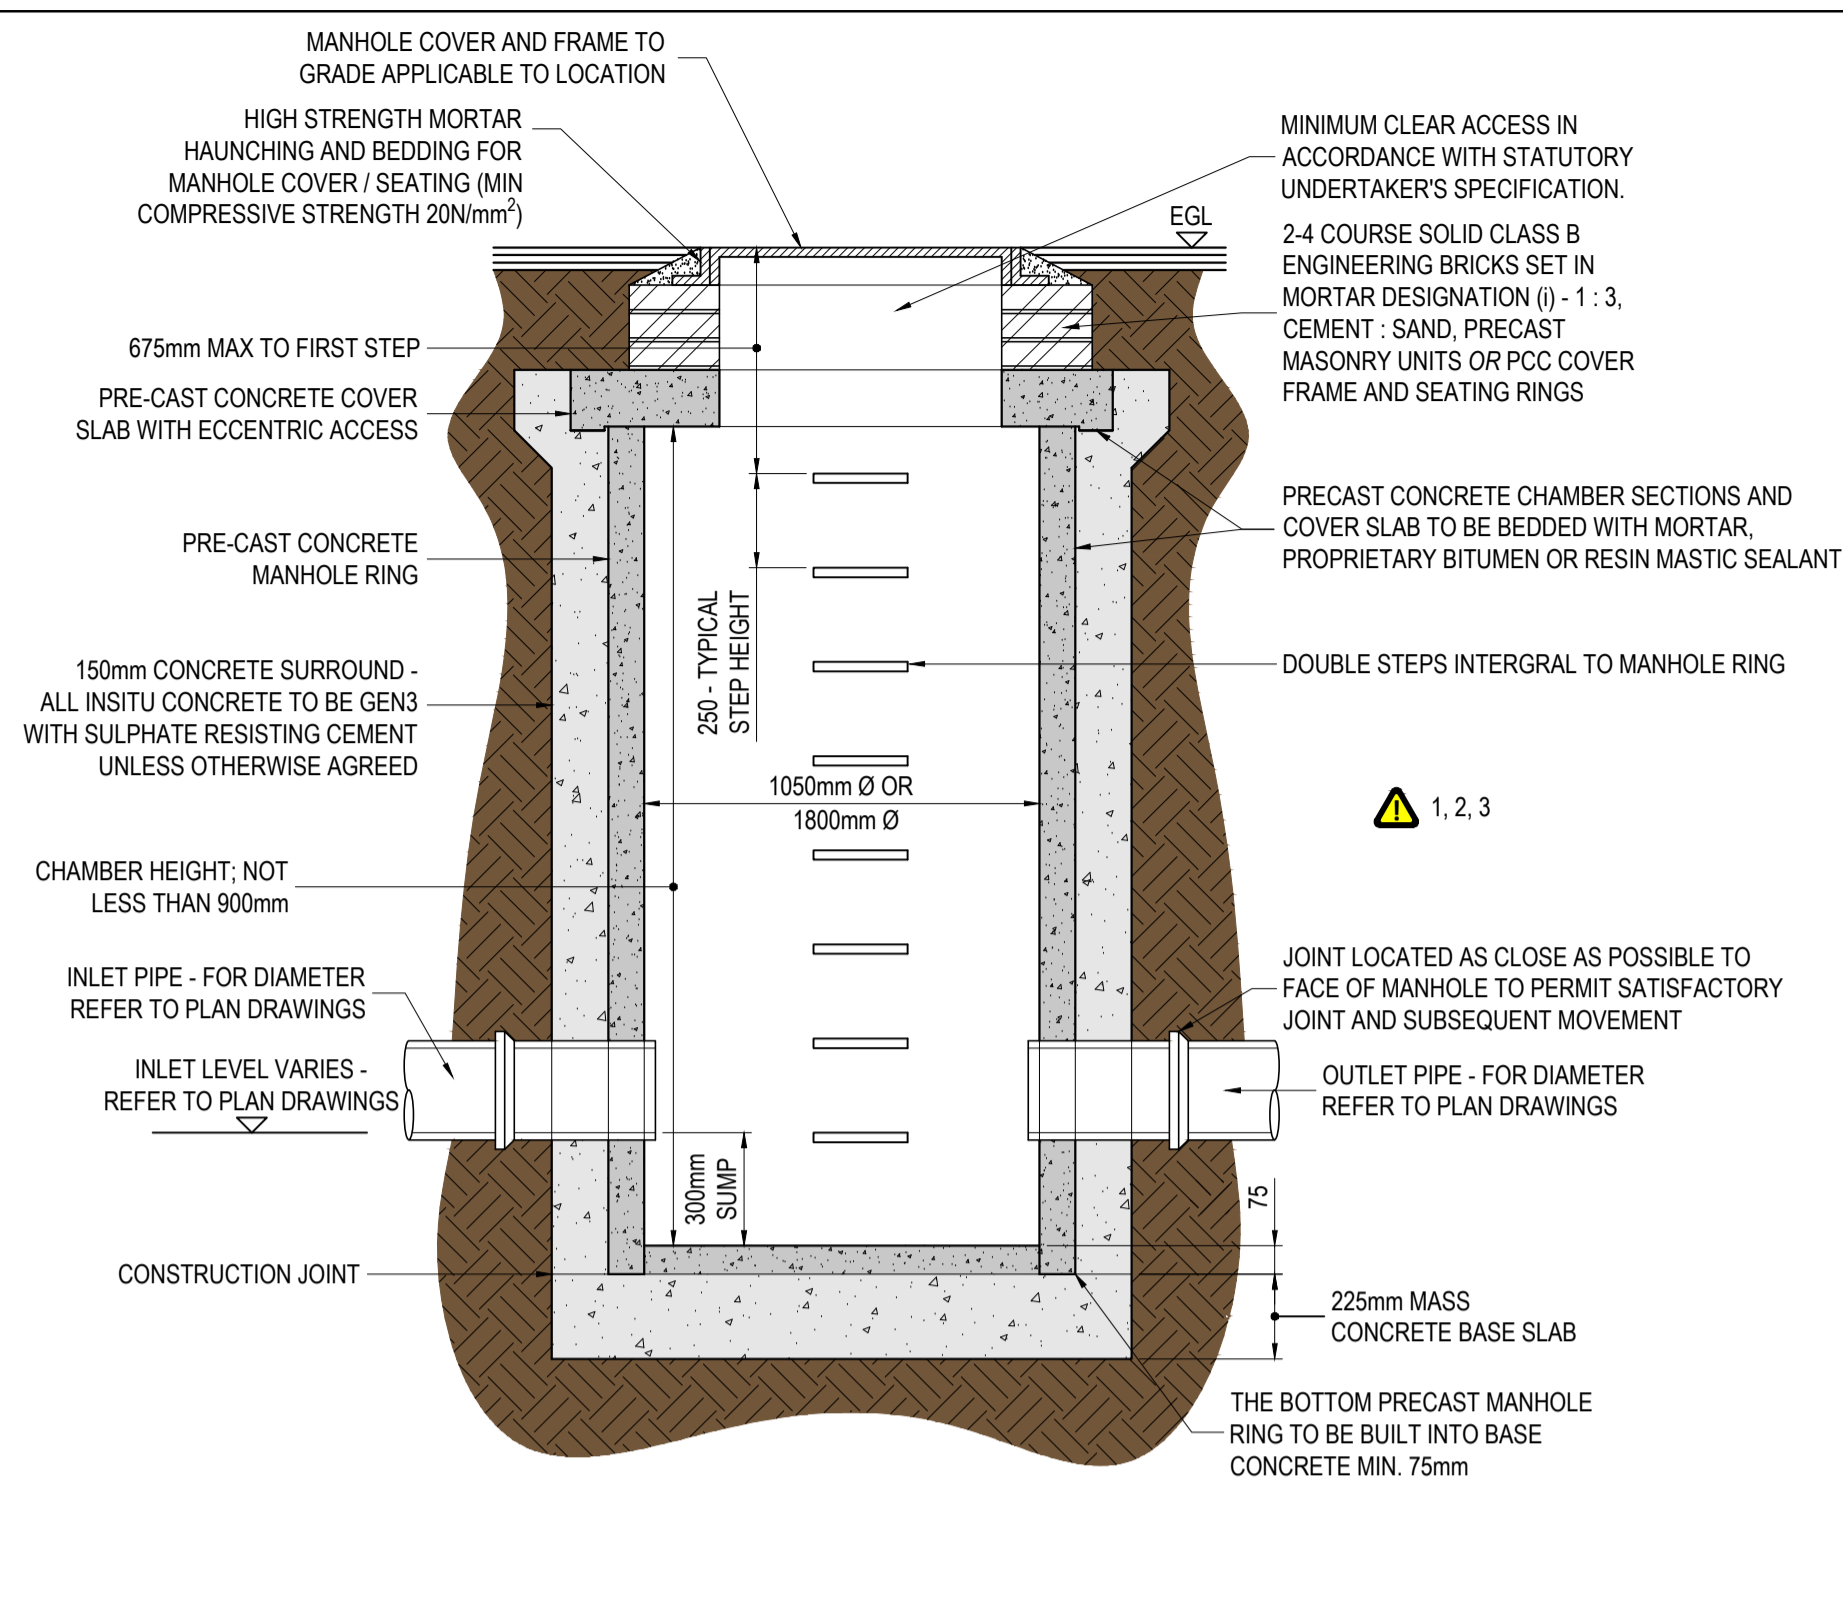 MANHOLE COVER AND FRAME TO
GRADE APPLICABLE TO LOCATION
HIGH STRENGTH MORTAR
HAUNCHING AND BEDDING FOR
MANHOLE COVER / SEATING (MIN
COMPRESSIVE STRENGTH 20N/mm²)
675mm MAX TO FIRST STEP
PRE-CAST CONCRETE COVER
SLAB WITH ECCENTRIC ACCESS
PRE-CAST CONCRETE
MANHOLE RING
150mm CONCRETE SURROUND -
ALL INSITU CONCRETE TO BE GEN3
WITH SULPHATE RESISTING CEMENT
UNLESS OTHERWISE AGREED
CHAMBER HEIGHT; NOT
LESS THAN 900mm
INLET PIPE - FOR DIAMETER
REFER TO PLAN DRAWINGS
INLET LEVEL VARIES -
REFER TO PLAN DRAWINGS
CONSTRUCTION JOINT
250 - TYPICAL
STEP HEIGHT
1050mm Ø OR
1800mm Ø
300mm
SUMP
EGL
MINIMUM CLEAR ACCESS IN
ACCORDANCE WITH STATUTORY
UNDERTAKER'S SPECIFICATION.
2-4 COURSE SOLID CLASS B
ENGINEERING BRICKS SET IN
MORTAR DESIGNATION (i) - 1 : 3,
CEMENT : SAND, PRECAST
MASONRY UNITS OR PCC COVER
FRAME AND SEATING RINGS
PRECAST CONCRETE CHAMBER SECTIONS AND
COVER SLAB TO BE BEDDED WITH MORTAR,
PROPRIETARY BITUMEN OR RESIN MASTIC SEALANT
DOUBLE STEPS INTERGRAL TO MANHOLE RING
! 1, 2, 3
JOINT LOCATED AS CLOSE AS POSSIBLE TO
FACE OF MANHOLE TO PERMIT SATISFACTORY
JOINT AND SUBSEQUENT MOVEMENT
OUTLET PIPE - FOR DIAMETER
REFER TO PLAN DRAWINGS
75
225mm MASS
CONCRETE BASE SLAB
THE BOTTOM PRECAST MANHOLE
RING TO BE BUILT INTO BASE
CONCRETE MIN. 75mm